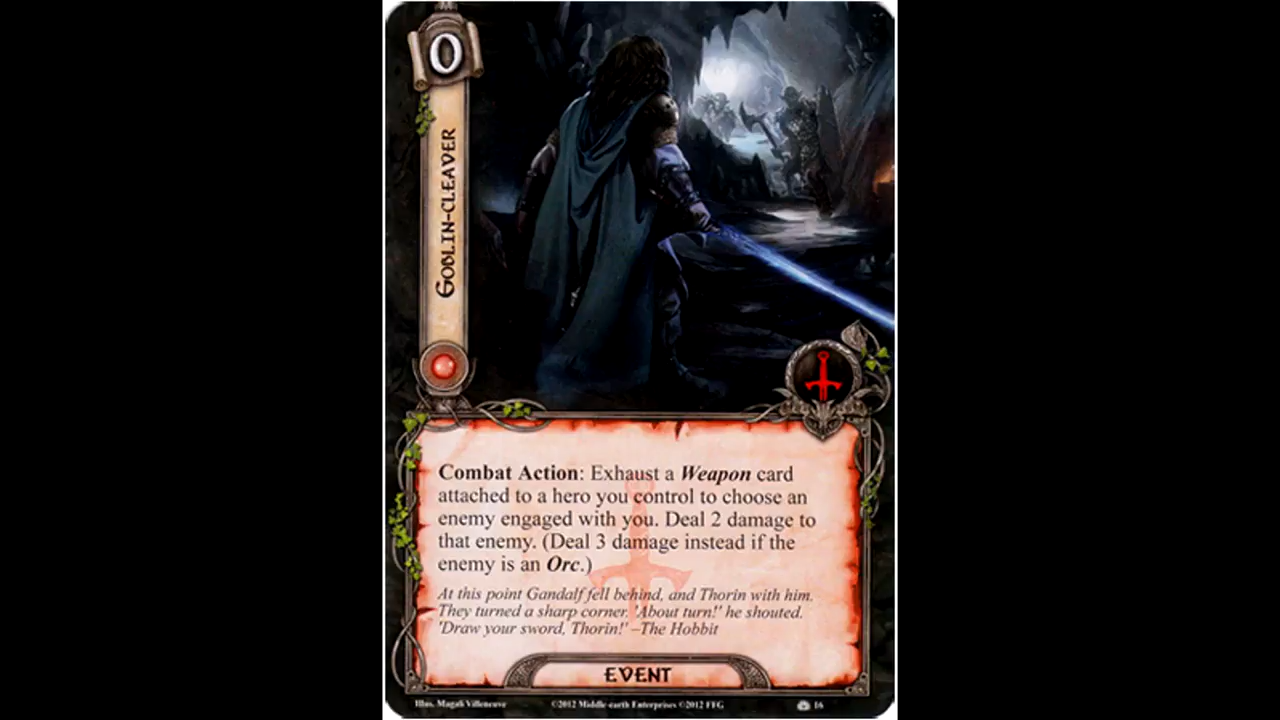 0
GOBLIN-CLEAVER
Combat Action: Exhaust a Weapon card
attached to a hero you control to choose an
enemy engaged with you. Deal 2 damage to
that enemy. (Deal 3 damage instead if the
enemy is an Orc.)
At this point Gandalf fell behind, and Thorin with him.
They turned a sharp corner. 'About turn!' he shouted.
'Draw your sword, Thorin!' –The Hobbit
EVENT
Illus. Magali Villeneuve ©2012 Middle-earth Enterprises ©2012 FFG 16